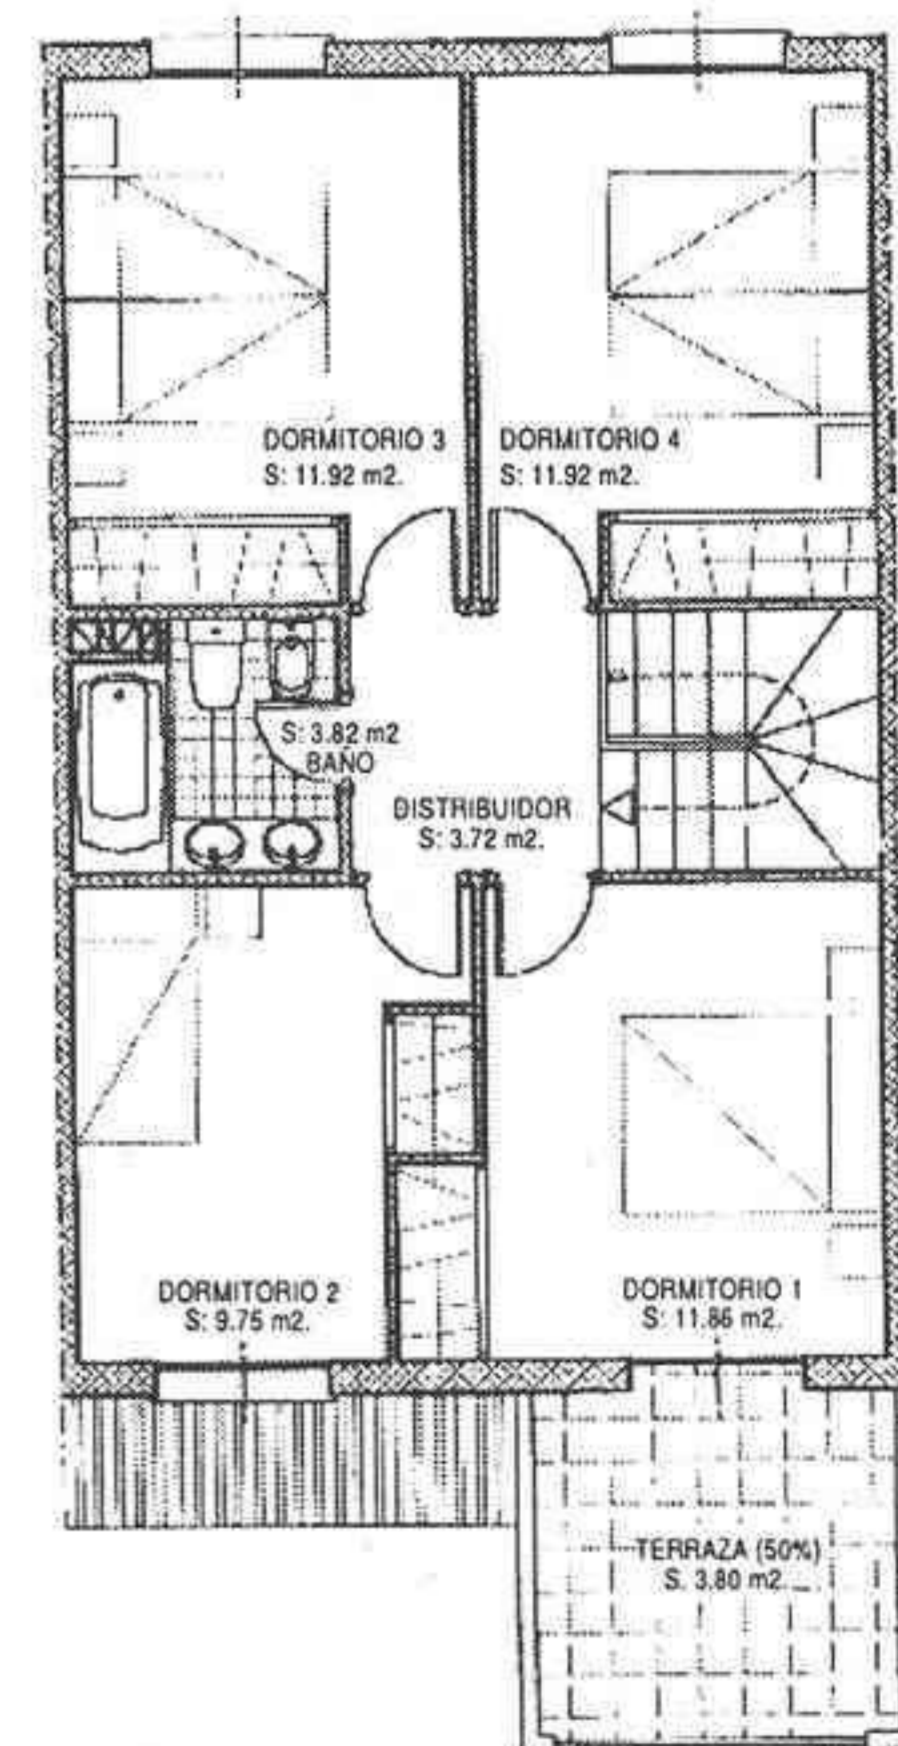 DORMITORIO 3
S: 11.92 m2.
DORMITORIO 4
S: 11.92 m2.
S: 3.82 m2
BAÑO
DISTRIBUIDOR
S: 3.72 m2.
DORMITORIO 2
S: 9.75 m2.
DORMITORIO 1
S: 11.86 m2.
TERRAZA (50%)
S. 3.80 m2.